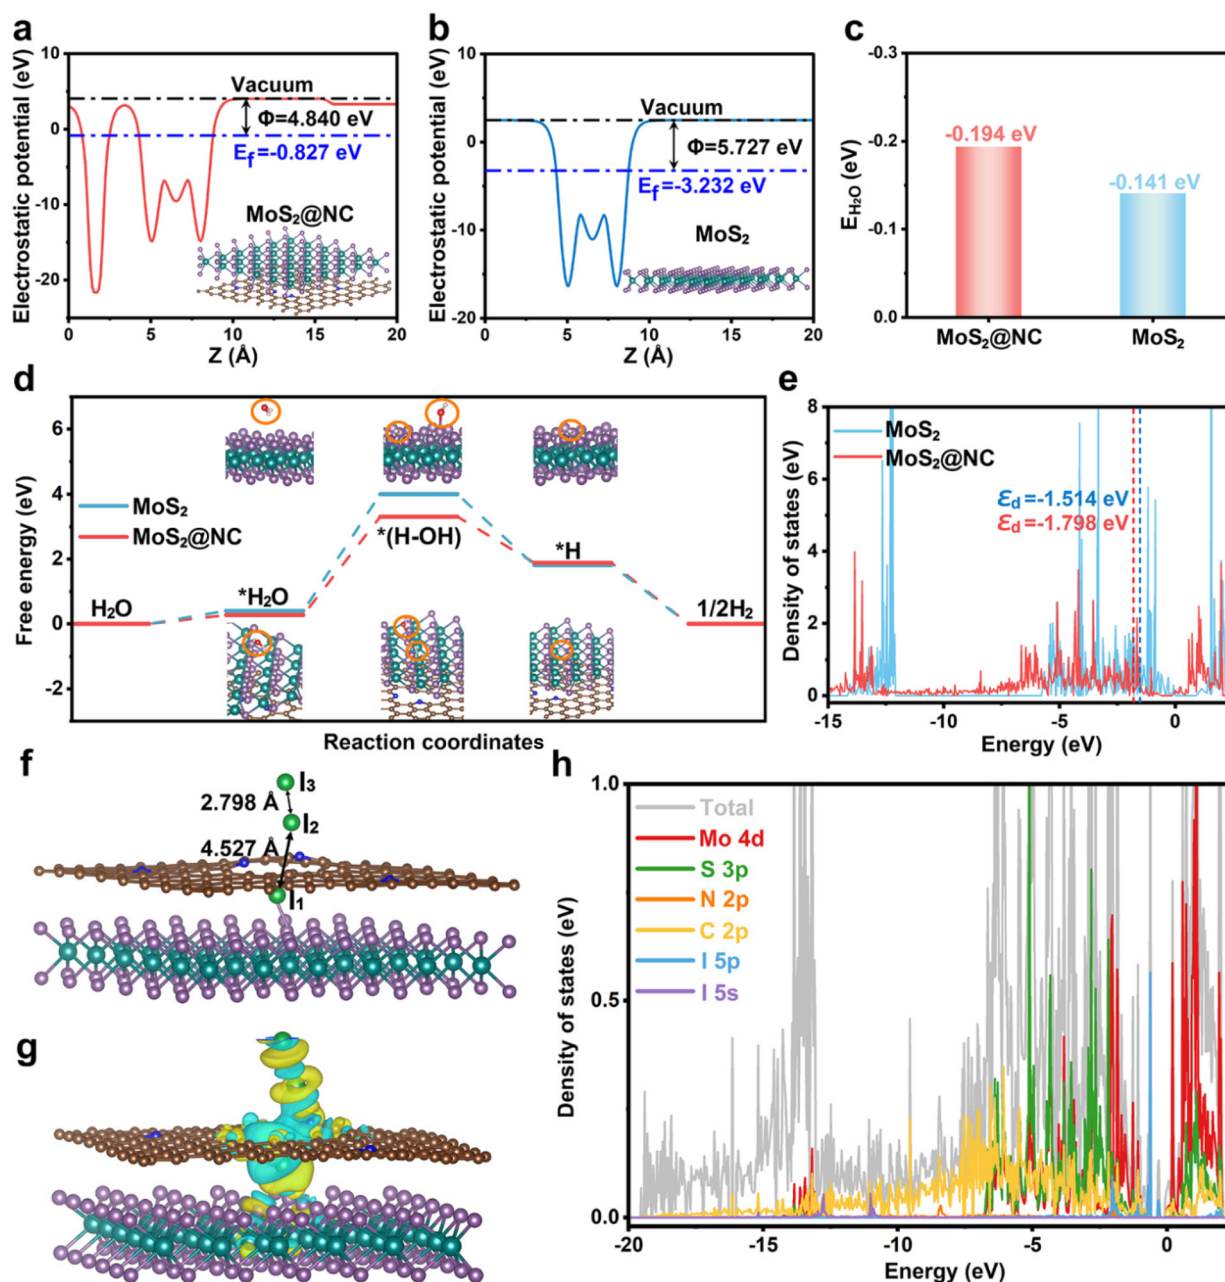 a
Electrostatic potential (eV)
10
0
-10
-20
Vacuum
Φ=4.840 eV
E_f=-0.827 eV
MoS₂@NC
0
5
10
15
20
Z (Å)
b
Electrostatic potential (eV)
10
0
-10
-20
Vacuum
Φ=5.727 eV
E_f=-3.232 eV
MoS₂
0
5
10
15
20
Z (Å)
c
E_H₂O (eV)
-0.3
-0.2
-0.1
0.0
-0.194 eV
-0.141 eV
MoS₂@NC
MoS₂
d
Free energy (eV)
6
4
2
0
-2
MoS₂
MoS₂@NC
H₂O
*H₂O
*(H-OH)
*H
1/2H₂
Reaction coordinates
e
Density of states (eV)
8
6
4
2
0
MoS₂
MoS₂@NC
Ɛ_d=-1.514 eV
Ɛ_d=-1.798 eV
-15
-10
-5
0
Energy (eV)
f
I₃
2.798 Å
I₂
4.527 Å
I₁
g
h
Density of states (eV)
1.0
0.5
0.0
Total
Mo 4d
S 3p
N 2p
C 2p
I 5p
I 5s
-20
-15
-10
-5
0
Energy (eV)